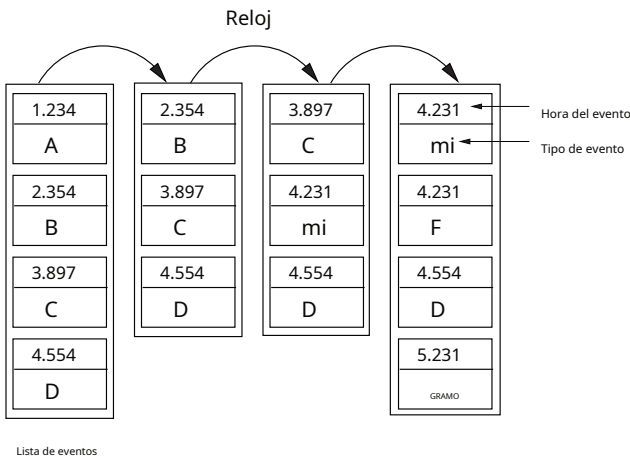 Reloj
1.234
A
2.354
B
3.897
C
4.554
D
2.354
B
3.897
C
4.554
D
3.897
C
4.231
mi
4.554
D
4.231
mi
4.231
F
4.554
D
5.231
GRAMO
Hora del evento
Tipo de evento
Lista de eventos